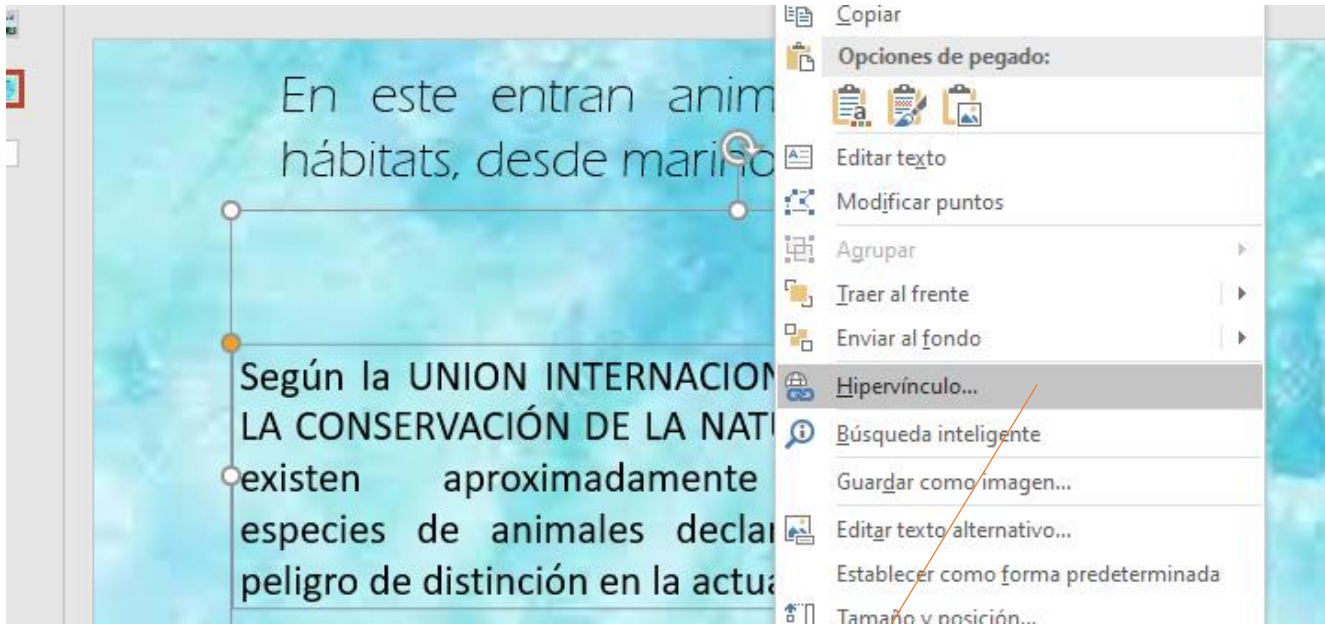 En este entran anim
hábitats, desde marino
Según la UNION INTERNACION
LA CONSERVACIÓN DE LA NATU
existen aproximadamente
especies de animales declar
peligro de distinción en la actua
Copiar
Opciones de pegado:
Editar texto
Modificar puntos
Agrupar
Traer al frente
Enviar al fondo
Hipervínculo...
Búsqueda inteligente
Guardar como imagen...
Editar texto alternativo...
Establecer como forma predeterminada
Tamaño y posición...